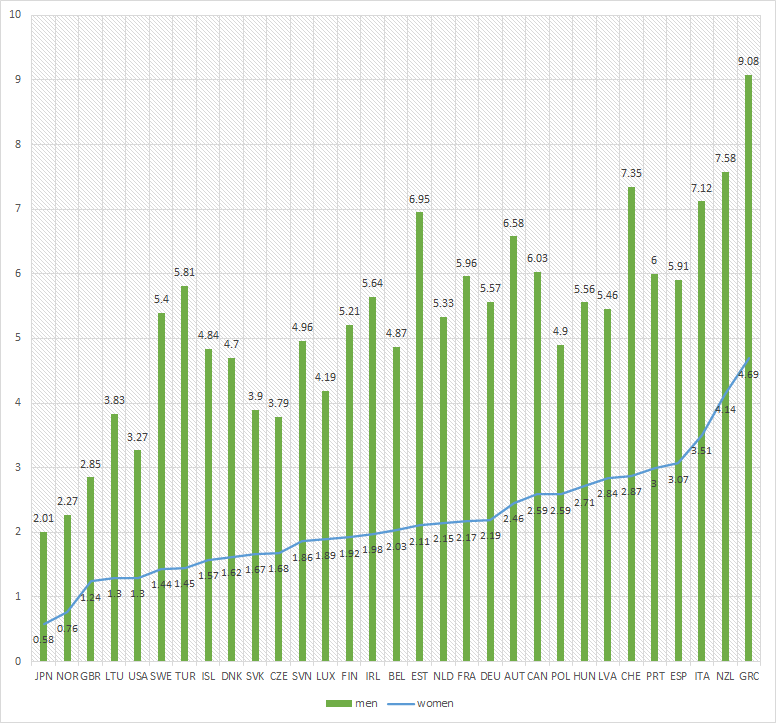 10
9
8
7
6
5
4
3
2
1
0
2.01 2.27 2.85 3.83 3.27 5.4 5.81 4.84 4.7 3.9 3.79 4.96 4.19 5.21 5.64 4.87 6.95 5.33 5.96 5.57 6.58 6.03 4.9 5.56 5.46 7.35 6 5.91 7.12 7.58 9.08
0.58 0.76 1.24 1.3 1.3 1.44 1.45 1.57 1.62 1.67 1.68 1.86 1.89 1.92 1.98 2.03 2.11 2.15 2.17 2.19 2.46 2.59 2.59 2.71 2.84 2.87 3 3.07 3.51 4.14 4.69
JPN NOR GBR LTU USA SWE TUR ISL DNK SVK CZE SVN LUX FIN IRL BEL EST NLD FRA DEU AUT CAN POL HUN LVA CHE PRT ESP ITA NZL GRC
men women